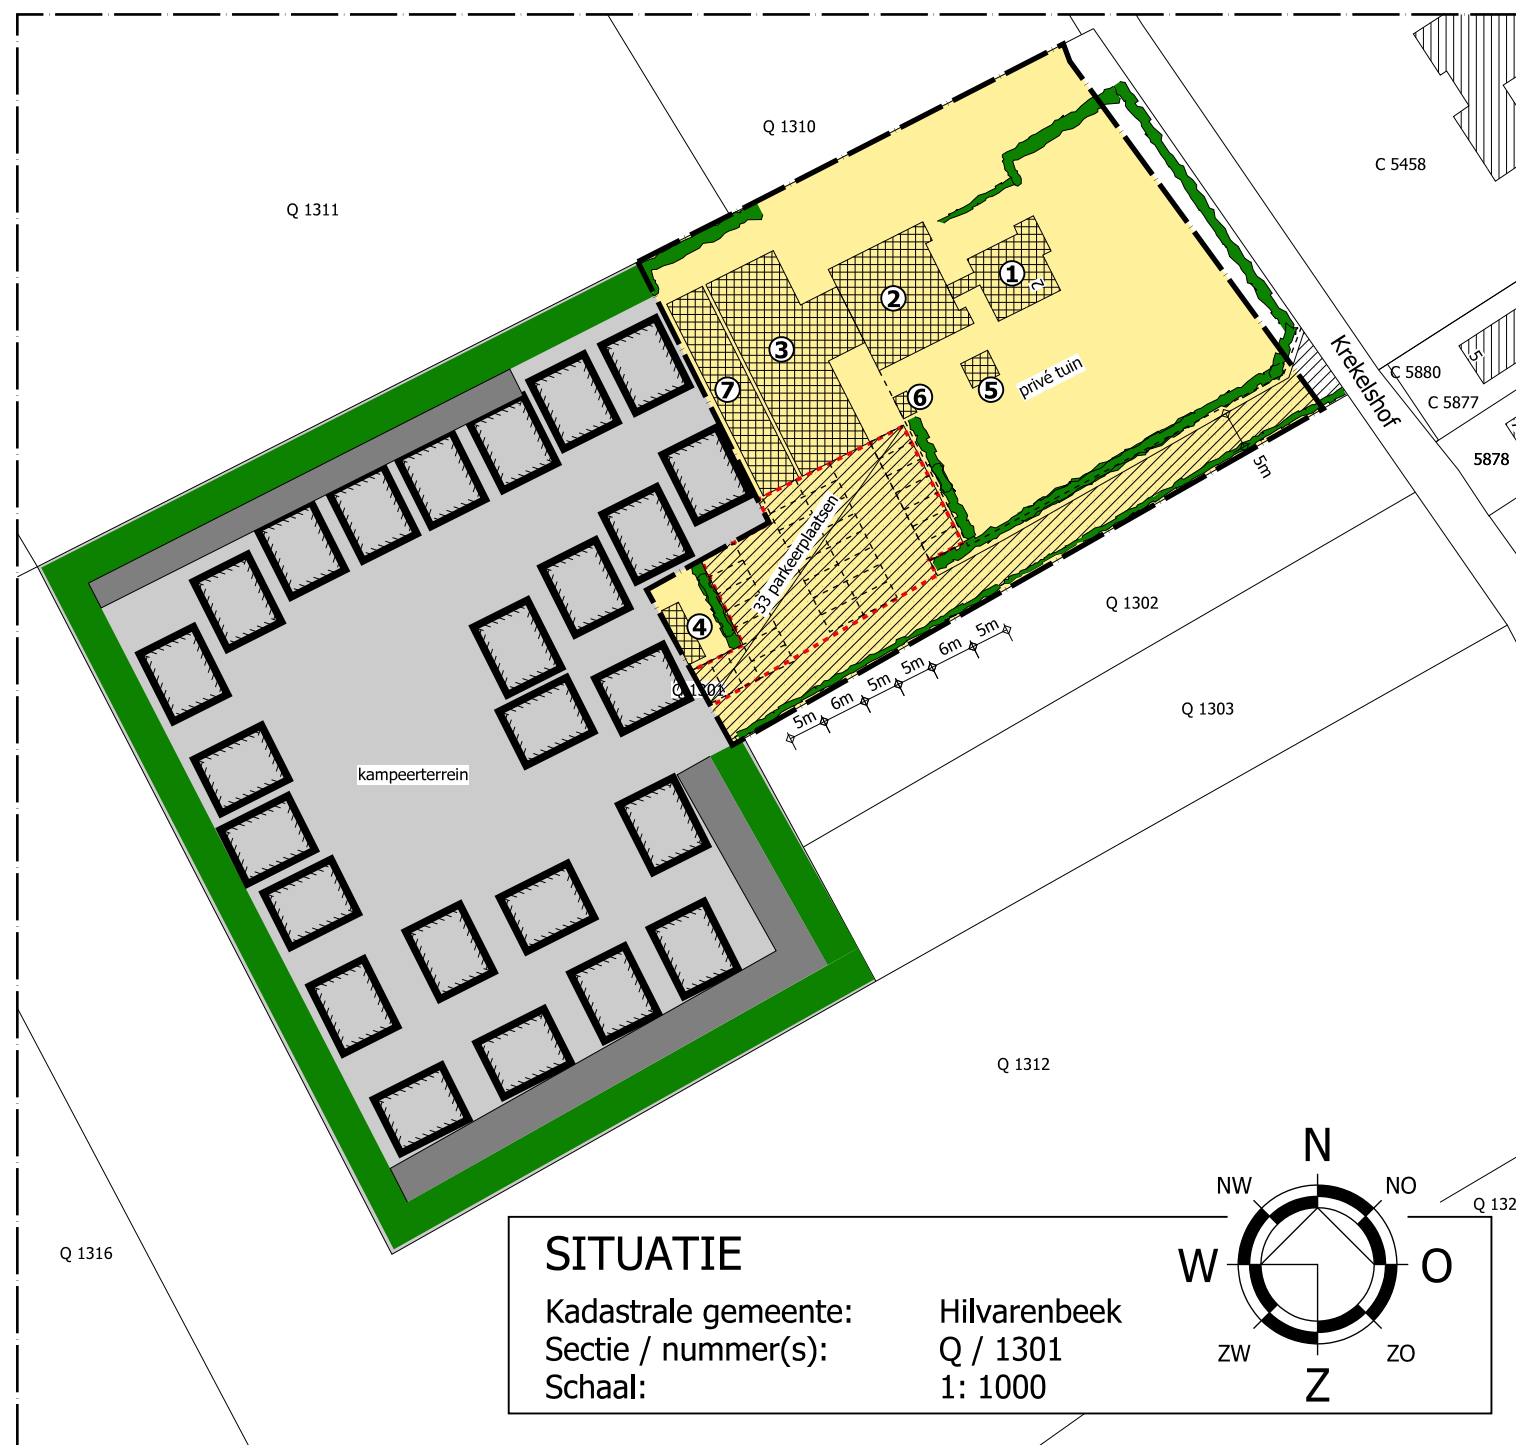 Q 1310
C 5458
Q 1311
1
2
2
3
Krekelshof
5
C 5880
privé tuin
7
6
5
C 5877
5m
5878
33 parkeerplaatsen
4
Q 1302
Q 1301
5m
6m
5m
5m
6m
5m
Q 1303
kampeerterrein
Q 1312
N
NW
NO
Q 132
Q 1316
SITUATIE
W
O
Kadastrale gemeente: Hilvarenbeek
Sectie / nummer(s): Q / 1301
ZW
ZO
Schaal: 1: 1000
Z